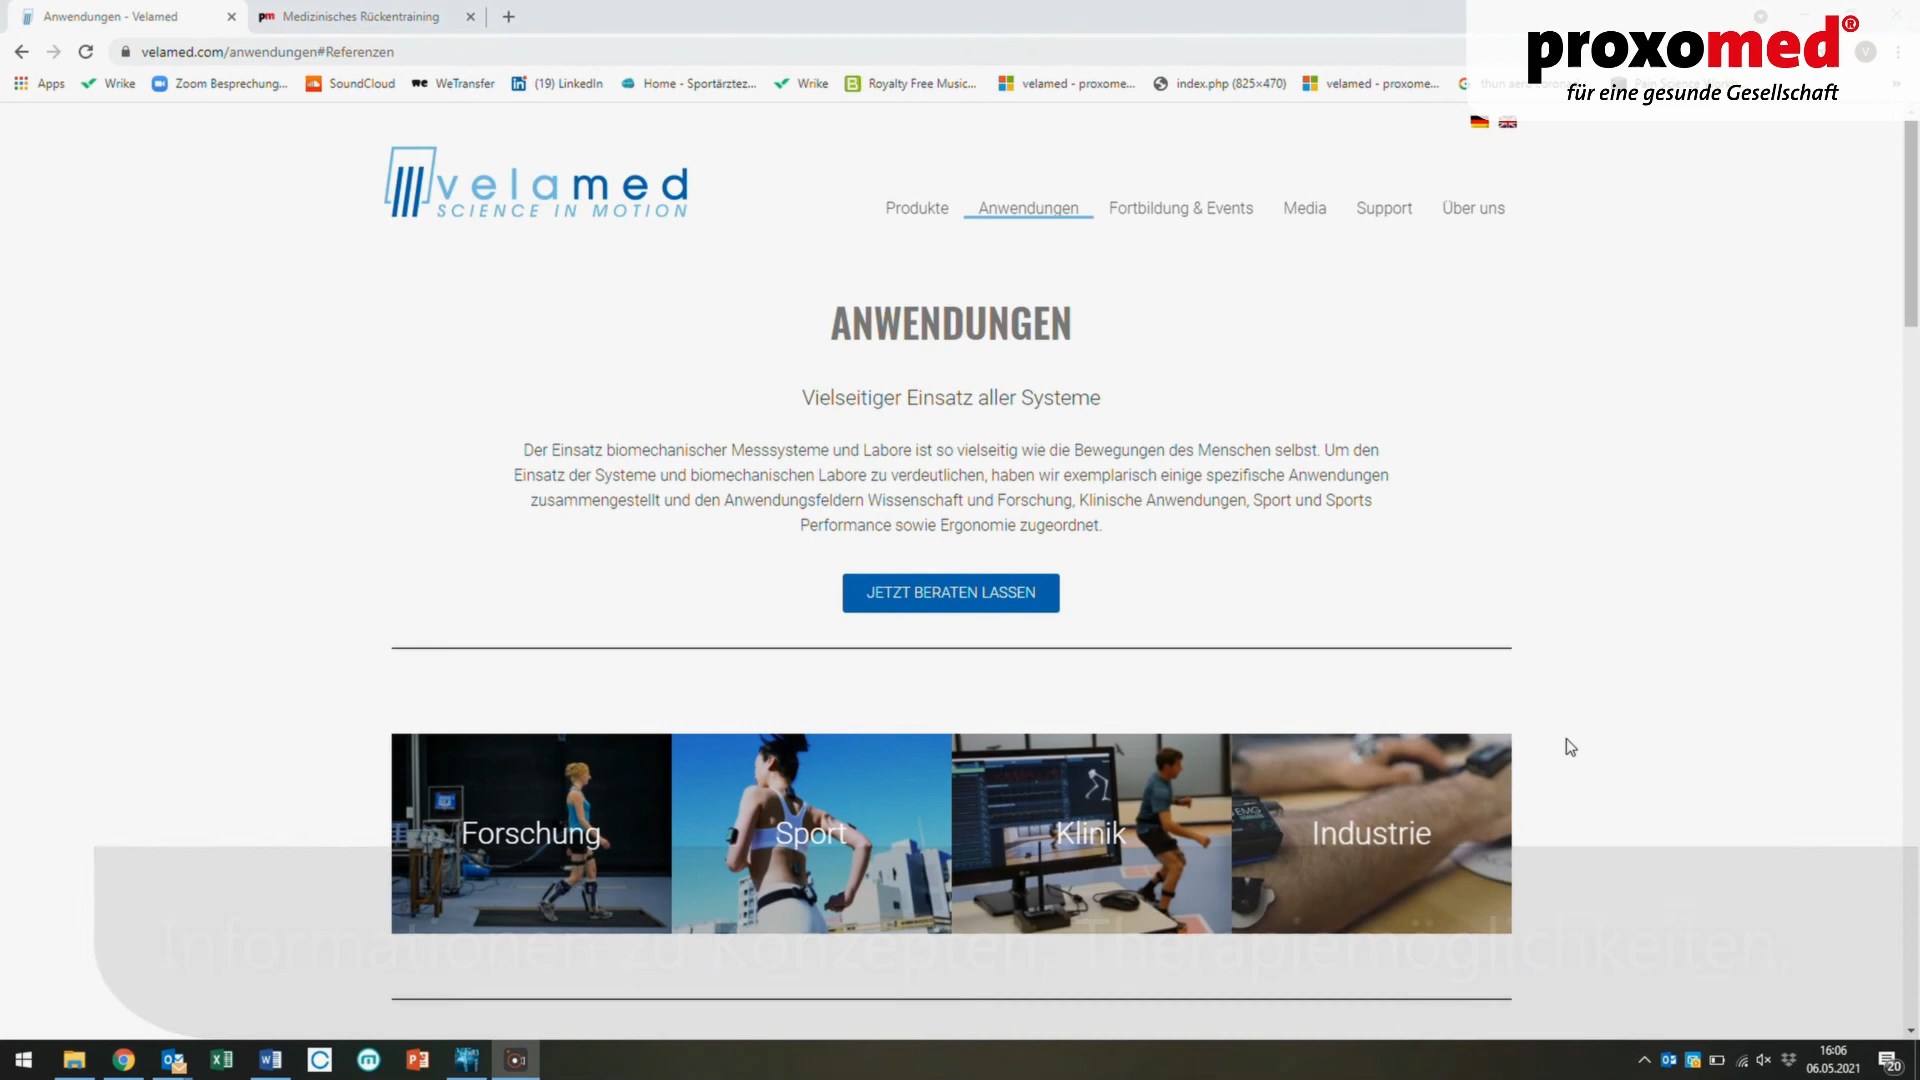 Anwendungen - Velamed
pm Medizinisches Rückentraining
velamed.com/anwendungen#Referenzen
Apps Wrike Zoom Besprechung... SoundCloud we WeTransfer (19) LinkedIn Home - Sportärztez... Wrike Royalty Free Music... velamed - proxome... index.php (825×470) velamed - proxome...
proxomed®
für eine gesunde Gesellschaft
velamed
SCIENCE IN MOTION
Produkte Anwendungen Fortbildung & Events Media Support Über uns
ANWENDUNGEN
Vielseitiger Einsatz aller Systeme
Der Einsatz biomechanischer Messsysteme und Labore ist so vielseitig wie die Bewegungen des Menschen selbst. Um den
Einsatz der Systeme und biomechanischen Labore zu verdeutlichen, haben wir exemplarisch einige spezifische Anwendungen
zusammengestellt und den Anwendungsfeldern Wissenschaft und Forschung, Klinische Anwendungen, Sport und Sports
Performance sowie Ergonomie zugeordnet.
JETZT BERATEN LASSEN
Forschung Sport Klinik Industrie
EMG
Informationen zu Konzepten, Therapiemöglichkeiten,
16:06
06.05.2021
20